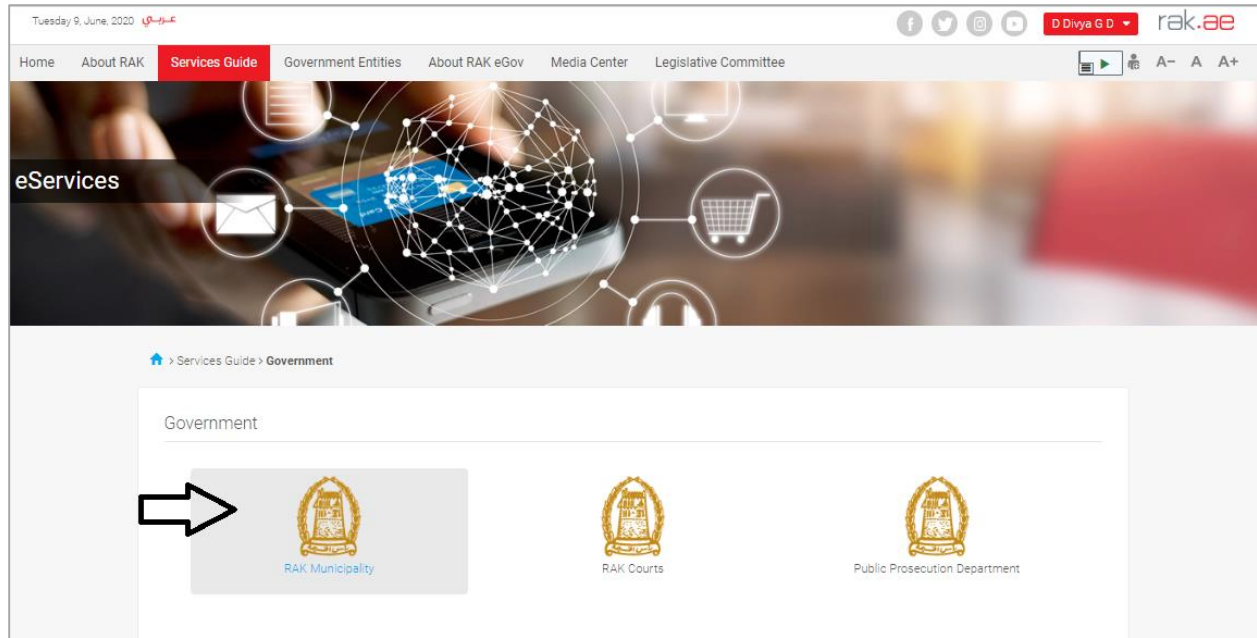 Tuesday 9, June, 2020 عربي
D Divya G D
rak.ae
Home About RAK Services Guide Government Entities About RAK eGov Media Center Legislative Committee A- A A+
eServices
> Services Guide > Government
Government
RAK Municipality RAK Courts Public Prosecution Department